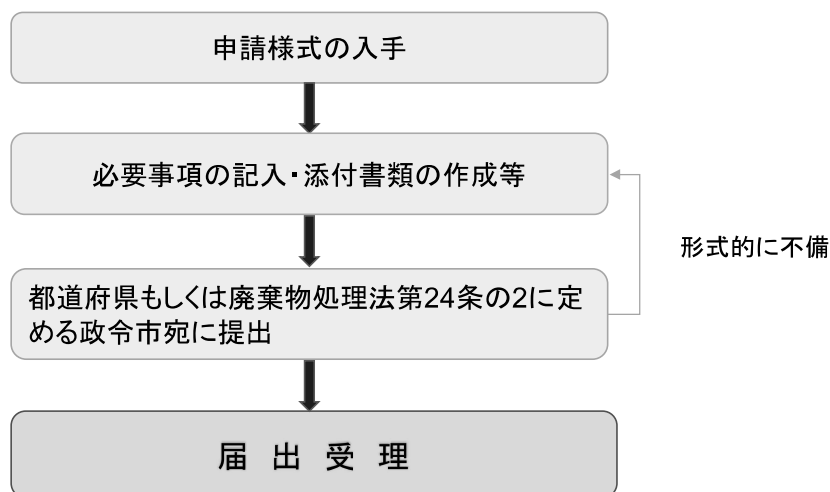 申請様式の入手
必要事項の記入・添付書類の作成等
形式的に不備
都道府県もしくは廃棄物処理法第24条の2に定
める政令市宛に提出
届 出 受 理